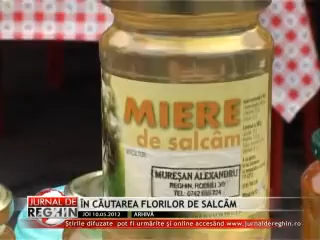 MIERE
de salcâm
MUREȘAN ALEXANDRU
REGHIN,
TEL.
JURNAL DE
REGHIN
ÎN CĂUTAREA FLORILOR DE SALCÂM
JOI 10.05.2012
ARHIVĂ
Știrile difuzate pot fi urmărite și online accesând www.jurnaldereghin.ro